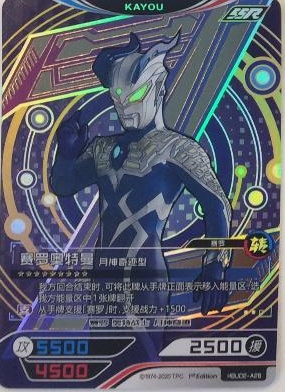 KAYOU
SSR
赛罗奥特曼 月神奇迹型
赛罗
我方回合结束时,可将此牌从手牌正面表示移入能量区,选
我方能量区中1张牌翻开
从手牌支援「赛罗」时,支援战力+1500
攻 5500
4500
2500 援
©1974-2020 TPC 1st Edition